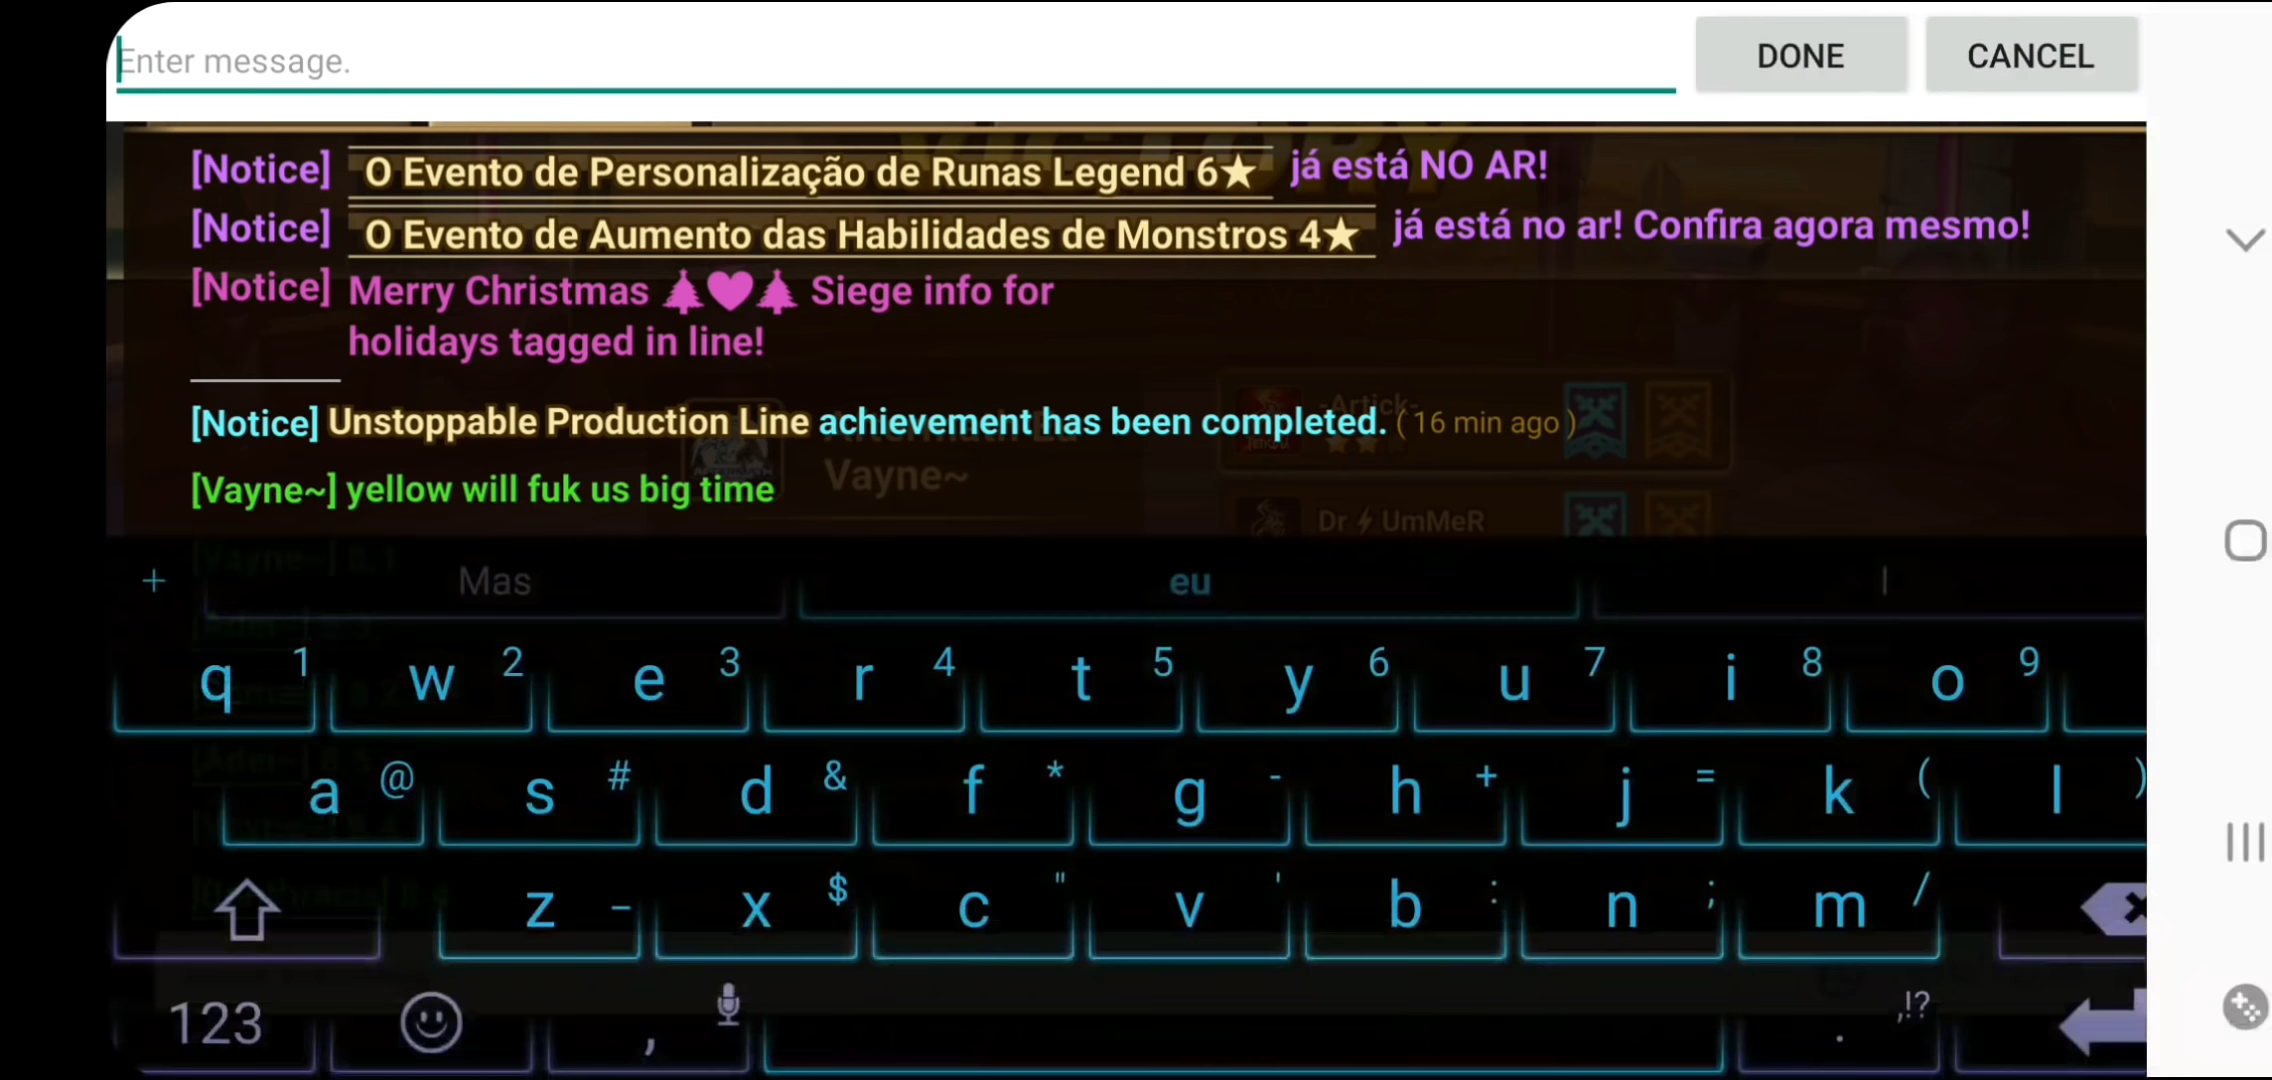 Enter message.
DONE
CANCEL
[Notice] O Evento de Personalização de Runas Legend 6★ já está NO AR!
[Notice] O Evento de Aumento das Habilidades de Monstros 4★ já está no ar! Confira agora mesmo!
[Notice] Merry Christmas 🌲♥🌲 Siege info for
holidays tagged in line!
[Notice] Unstoppable Production Line achievement has been completed. ( 16 min ago )
-Artick-
Vayne~
[Vayne~] yellow will fuk us big time
Dr⚡UmMeR
+ Mas eu I
q 1 w 2 e 3 r 4 t 5 y 6 u 7 i 8 o 9
a @ s # d & f * g - h + j = k ( l )
z _ x $ c " v ' b : n ; m /
123 , . ,!?